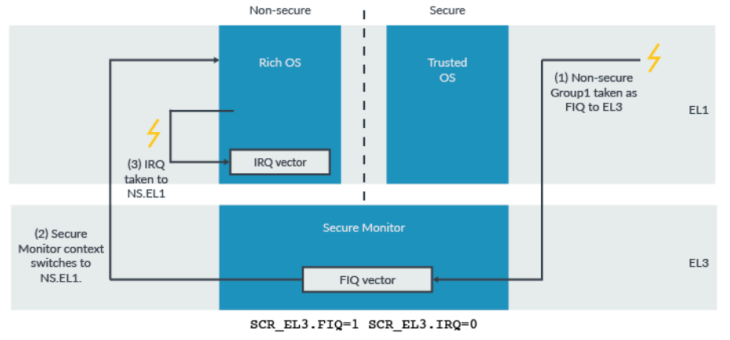 Non-secure
Secure
Rich OS
Trusted
OS
(1) Non-secure
Group1 taken as
FIQ to EL3
EL1
(3) IRQ
taken to
NS.EL1
IRQ vector
(2) Secure
Monitor context
switches to
NS.EL1.
Secure Monitor
FIQ vector
EL3
SCR_EL3.FIQ=1 SCR_EL3.IRQ=0